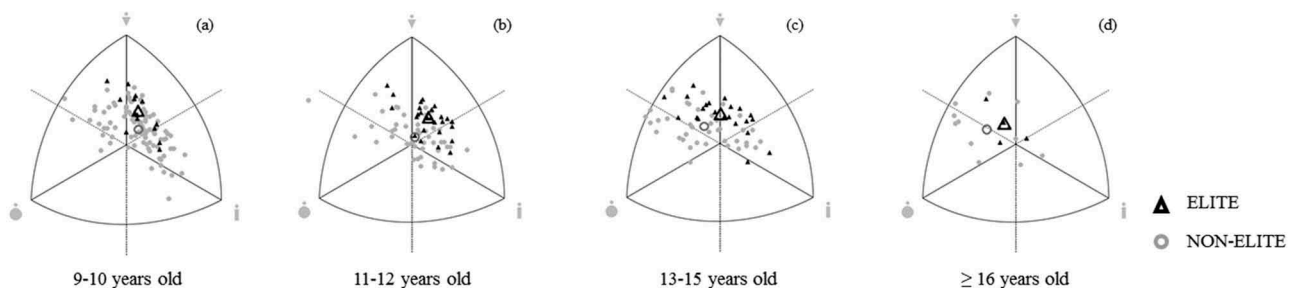 (a)
(b)
(c)
(d)
ELITE
NON-ELITE
9-10 years old
11-12 years old
13-15 years old
≥ 16 years old